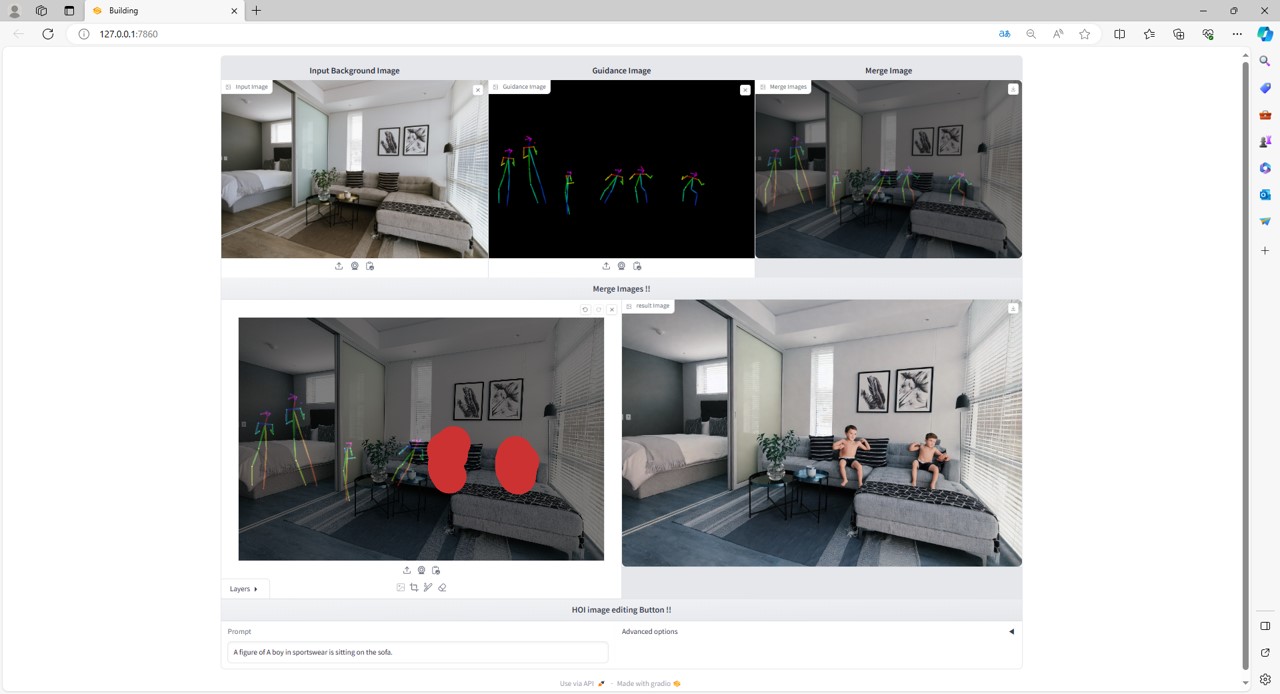 Building
127.0.0.1:7860
Input Background Image
Guidance Image
Merge Image
Input Image
Guidance Image
Merge Images
Merge Images !!
result Image
Layers
HOI image editing Button !!
Prompt
Advanced options
A figure of A boy in sportswear is sitting on the sofa.
Use via API · Made with gradio